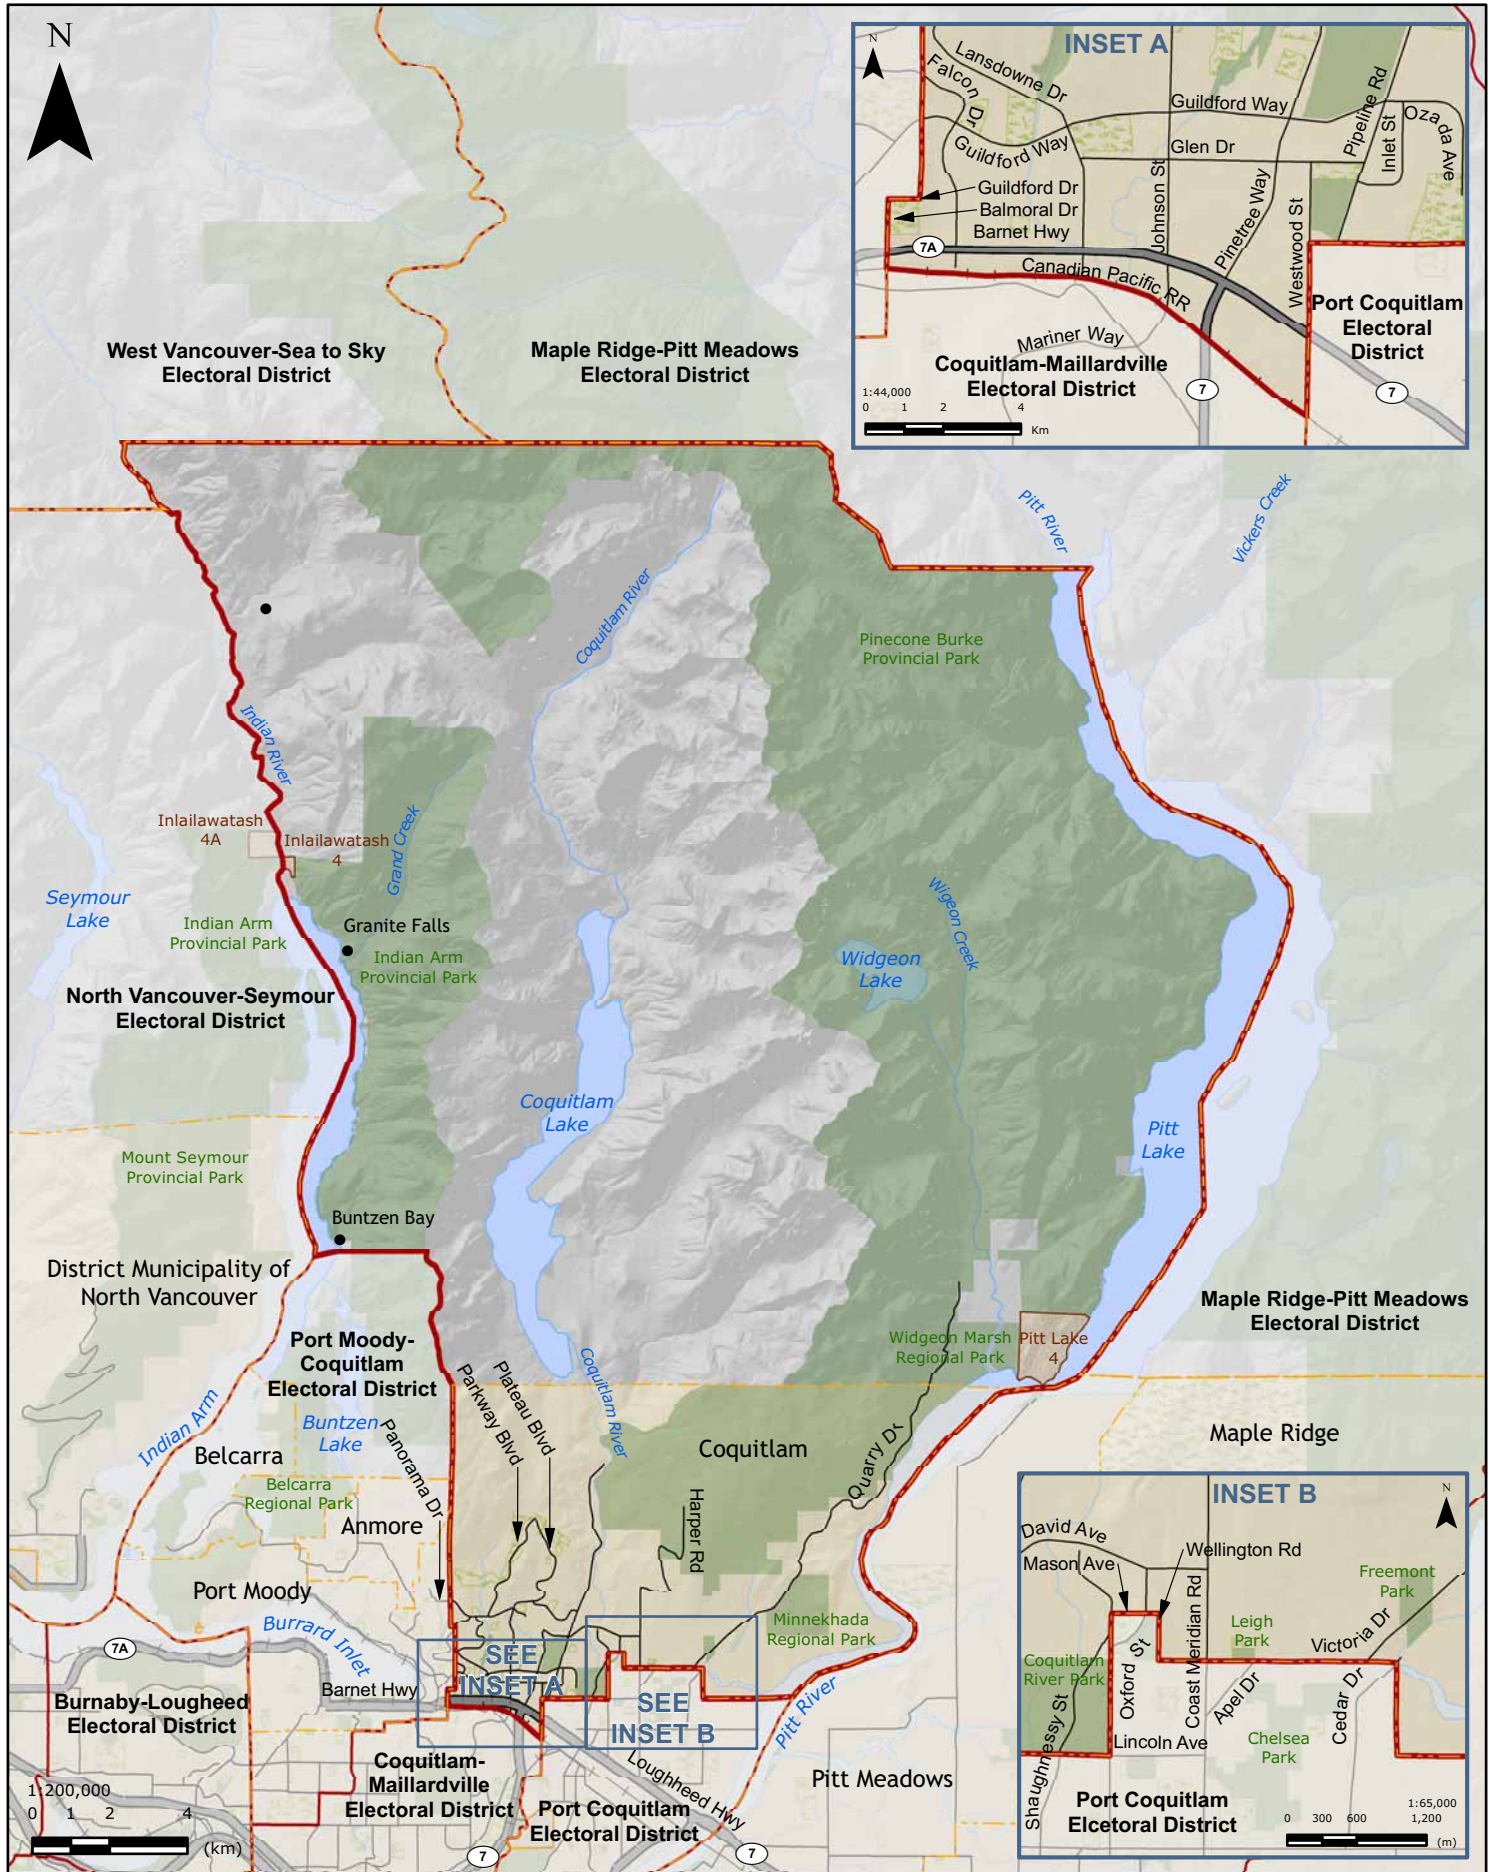 N
INSET A
N
Lansdowne Dr
Falcon Dr
Guildford Way
Pipeline Rd
Inlet St
Ozada Ave
Guildford Way
Glen Dr
Guildford Dr
Balmoral Dr
Barnet Hwy
Johnson St
Pinetree Way
Westwood St
7A
Canadian Pacific RR
Mariner Way
Port Coquitlam
Electoral
District
Coquitlam-Maillardville
Electoral District
7
7
1:44,000
0 1 2 4
Km
West Vancouver-Sea to Sky
Electoral District
Maple Ridge-Pitt Meadows
Electoral District
Pitt River
Vickers Creek
Coquitlam River
Pinecone Burke
Provincial Park
Indian River
Inlailawatash
4A
Inlailawatash
4
Grand Creek
Seymour
Lake
Indian Arm
Provincial Park
Granite Falls
Indian Arm
Provincial Park
Wigeon Creek
Widgeon
Lake
North Vancouver-Seymour
Electoral District
Coquitlam
Lake
Pitt
Lake
Mount Seymour
Provincial Park
Buntzen Bay
District Municipality of
North Vancouver
Maple Ridge-Pitt Meadows
Electoral District
Port Moody-
Coquitlam
Electoral District
Widgeon Marsh
Regional Park
Pitt Lake
4
Coquitlam River
Parkway Blvd
Plateau Blvd
Panorama Dr
Indian Arm
Buntzen
Lake
Belcarra
Coquitlam
Quarry Dr
Maple Ridge
Belcarra
Regional Park
Anmore
Harper Rd
Port Moody
Minnekhada
Regional Park
Burrard Inlet
7A
Barnet Hwy
SEE
INSET A
SEE
INSET B
Pitt River
Burnaby-Lougheed
Electoral District
Coquitlam-
Maillardville
Electoral District
Loughheed Hwy
Pitt Meadows
Port Coquitlam
Electoral District
7
7
1:200,000
0 1 2 4
(km)
INSET B
N
David Ave
Mason Ave
Wellington Rd
Freemont
Park
Coast Meridian Rd
Leigh
Park
Victoria Dr
Coquitlam
River Park
Oxford St
Apel Dr
Cedar Dr
Shaughnessy St
Lincoln Ave
Chelsea
Park
Port Coquitlam
Elcetoral District
1:65,000
0 300 600 1,200
(m)